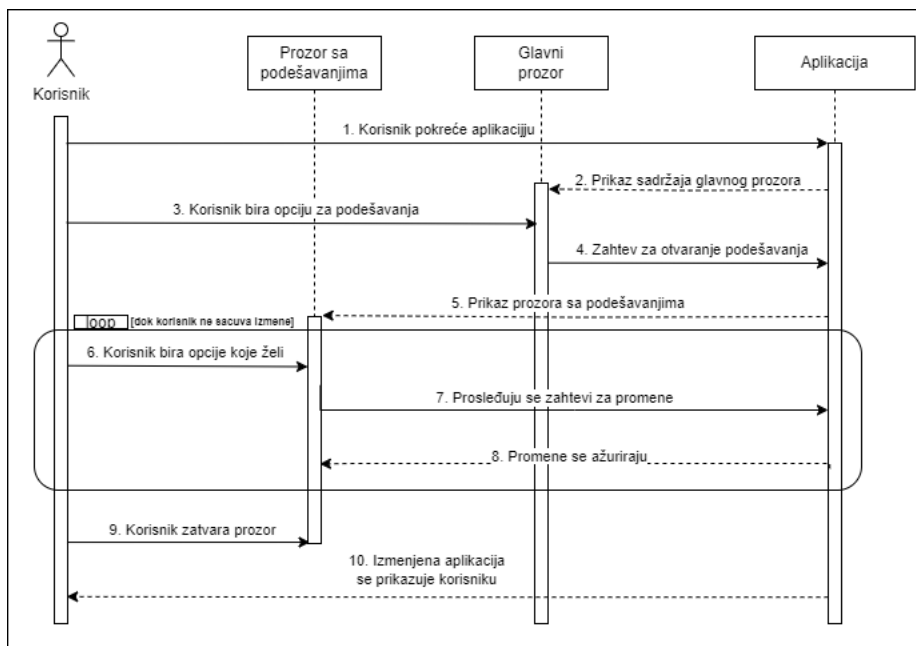 Korisnik
Prozor sa
podešavanjima
Glavni
prozor
Aplikacija
1. Korisnik pokreće aplikacijju
2. Prikaz sadržaja glavnog prozora
3. Korisnik bira opciju za podešavanja
4. Zahtev za otvaranje podešavanja
5. Prikaz prozora sa podešavanjima
loop [dok korisnik ne sacuva izmene]
6. Korisnik bira opcije koje želi
7. Prosleđuju se zahtevi za promene
8. Promene se ažuriraju
9. Korisnik zatvara prozor
10. Izmenjena aplikacija
se prikazuje korisniku